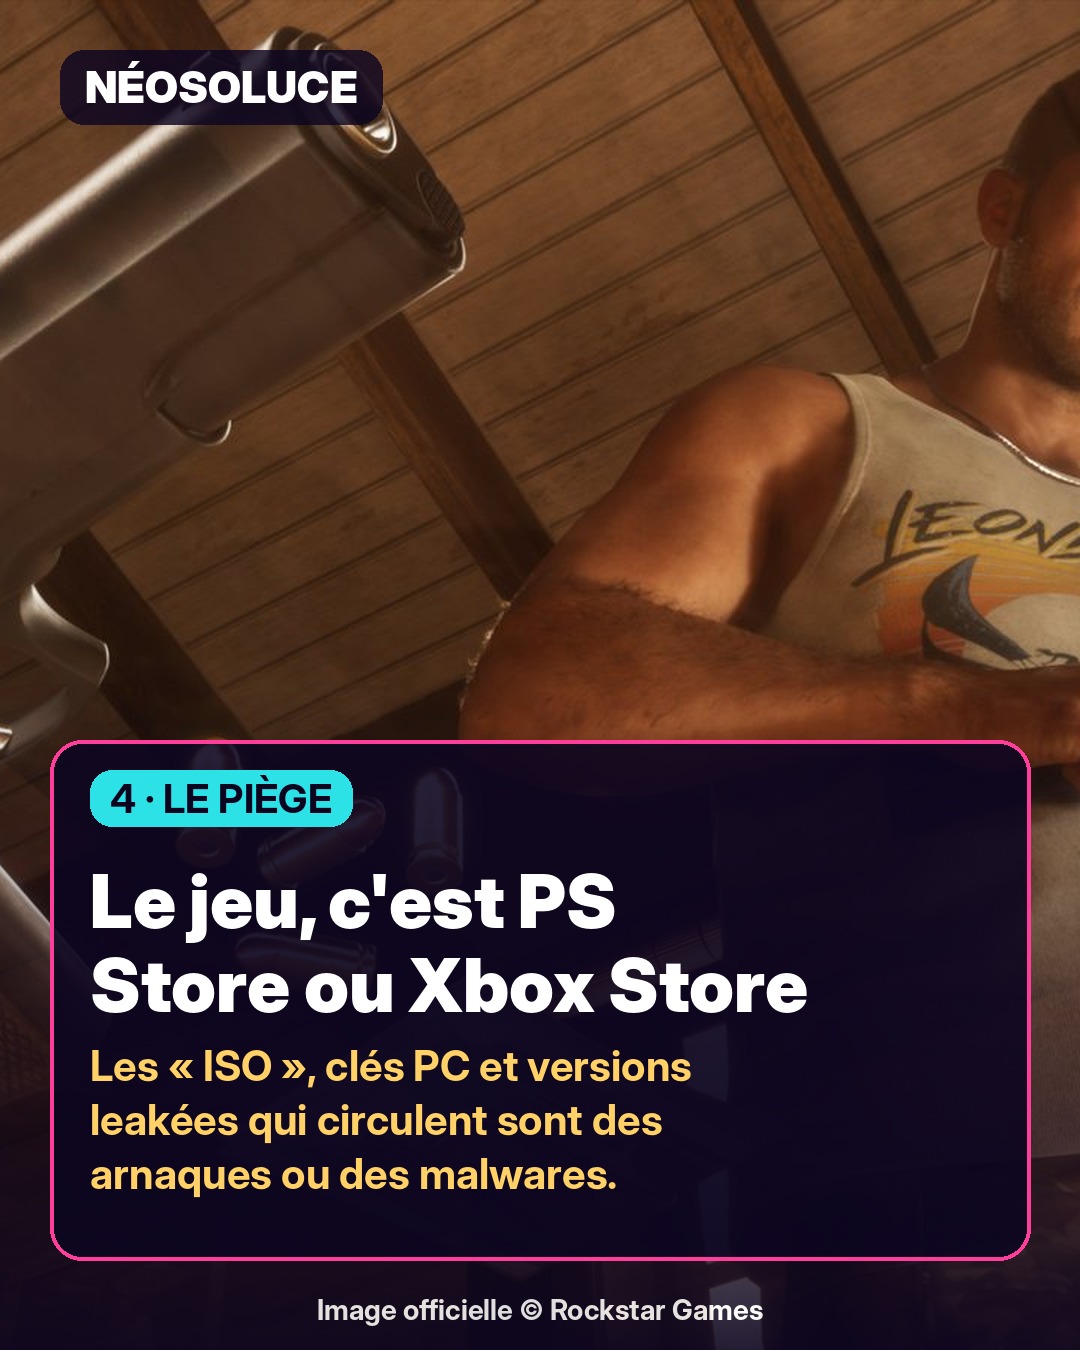 NÉOSOLUCE
LEON
4 · LE PIÈGE
Le jeu, c'est PS
Store ou Xbox Store
Les « ISO », clés PC et versions
leakées qui circulent sont des
arnaques ou des malwares.
Image officielle © Rockstar Games